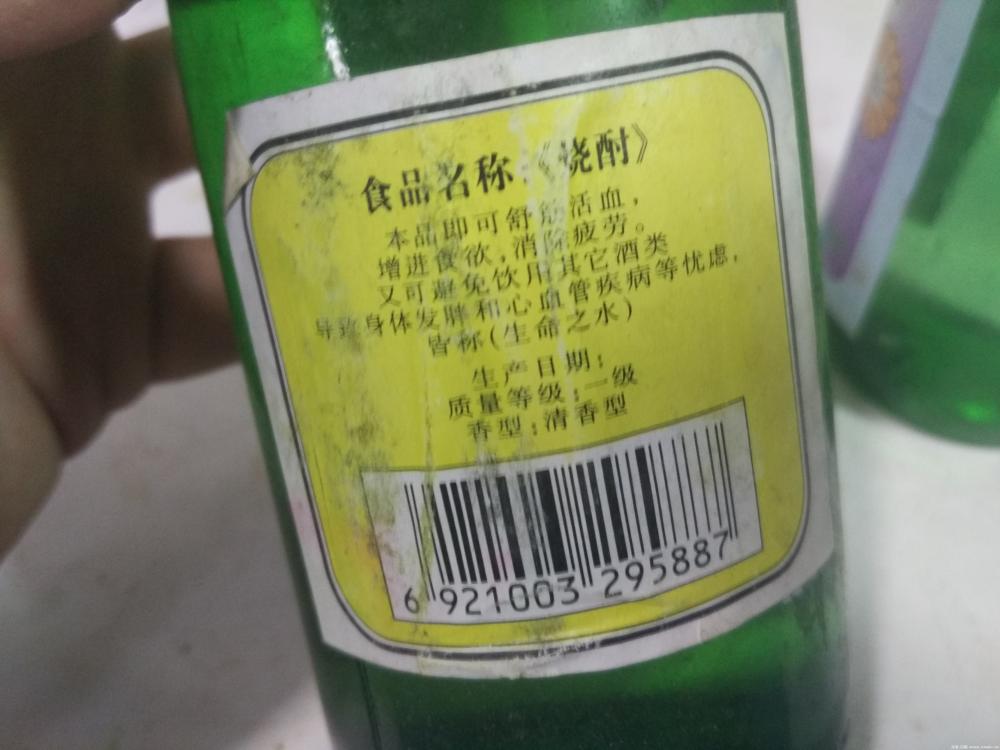 食品名称:《烧酎》
本品即可舒筋活血,
增进食欲,消除疲劳。
又可避免饮用其它酒类
导致身体发胖和心血管疾病等忧虑,
皆称(生命之水)
生产日期:
质量等级:一级
香型:清香型
6 921003 295887